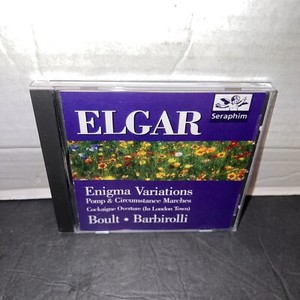 ELGAR
Seraphim
Enigma Variations
Pomp & Circumstance Marches
Cockaigne Overture (In London Town)
Boult • Barbirolli